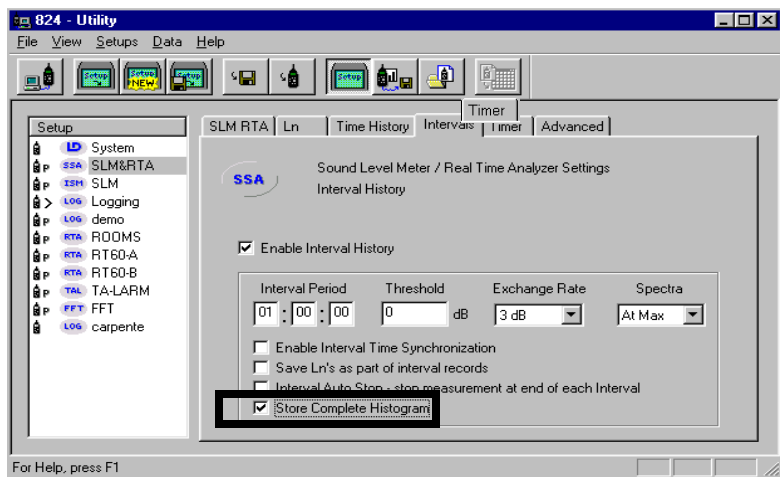 824 - Utility
File View Setups Data Help
Setup Setup NEW Setup Setup
Timer
Setup
SLM RTA Ln Time History Intervals Timer Advanced
LD System
SSA SLM&RTA
ISM SLM
LOG Logging
LOG demo
RTA ROOMS
RTA RT60-A
RTA RT60-B
TAL TA-LARM
FFT FFT
LOG carpente
SSA
Sound Level Meter / Real Time Analyzer Settings
Interval History
Enable Interval History
Interval Period Threshold Exchange Rate Spectra
01 : 00 : 00 0 dB 3 dB At Max
Enable Interval Time Synchronization
Save Ln's as part of interval records
Interval Auto Stop - stop measurement at end of each Interval
Store Complete Histogram
For Help, press F1